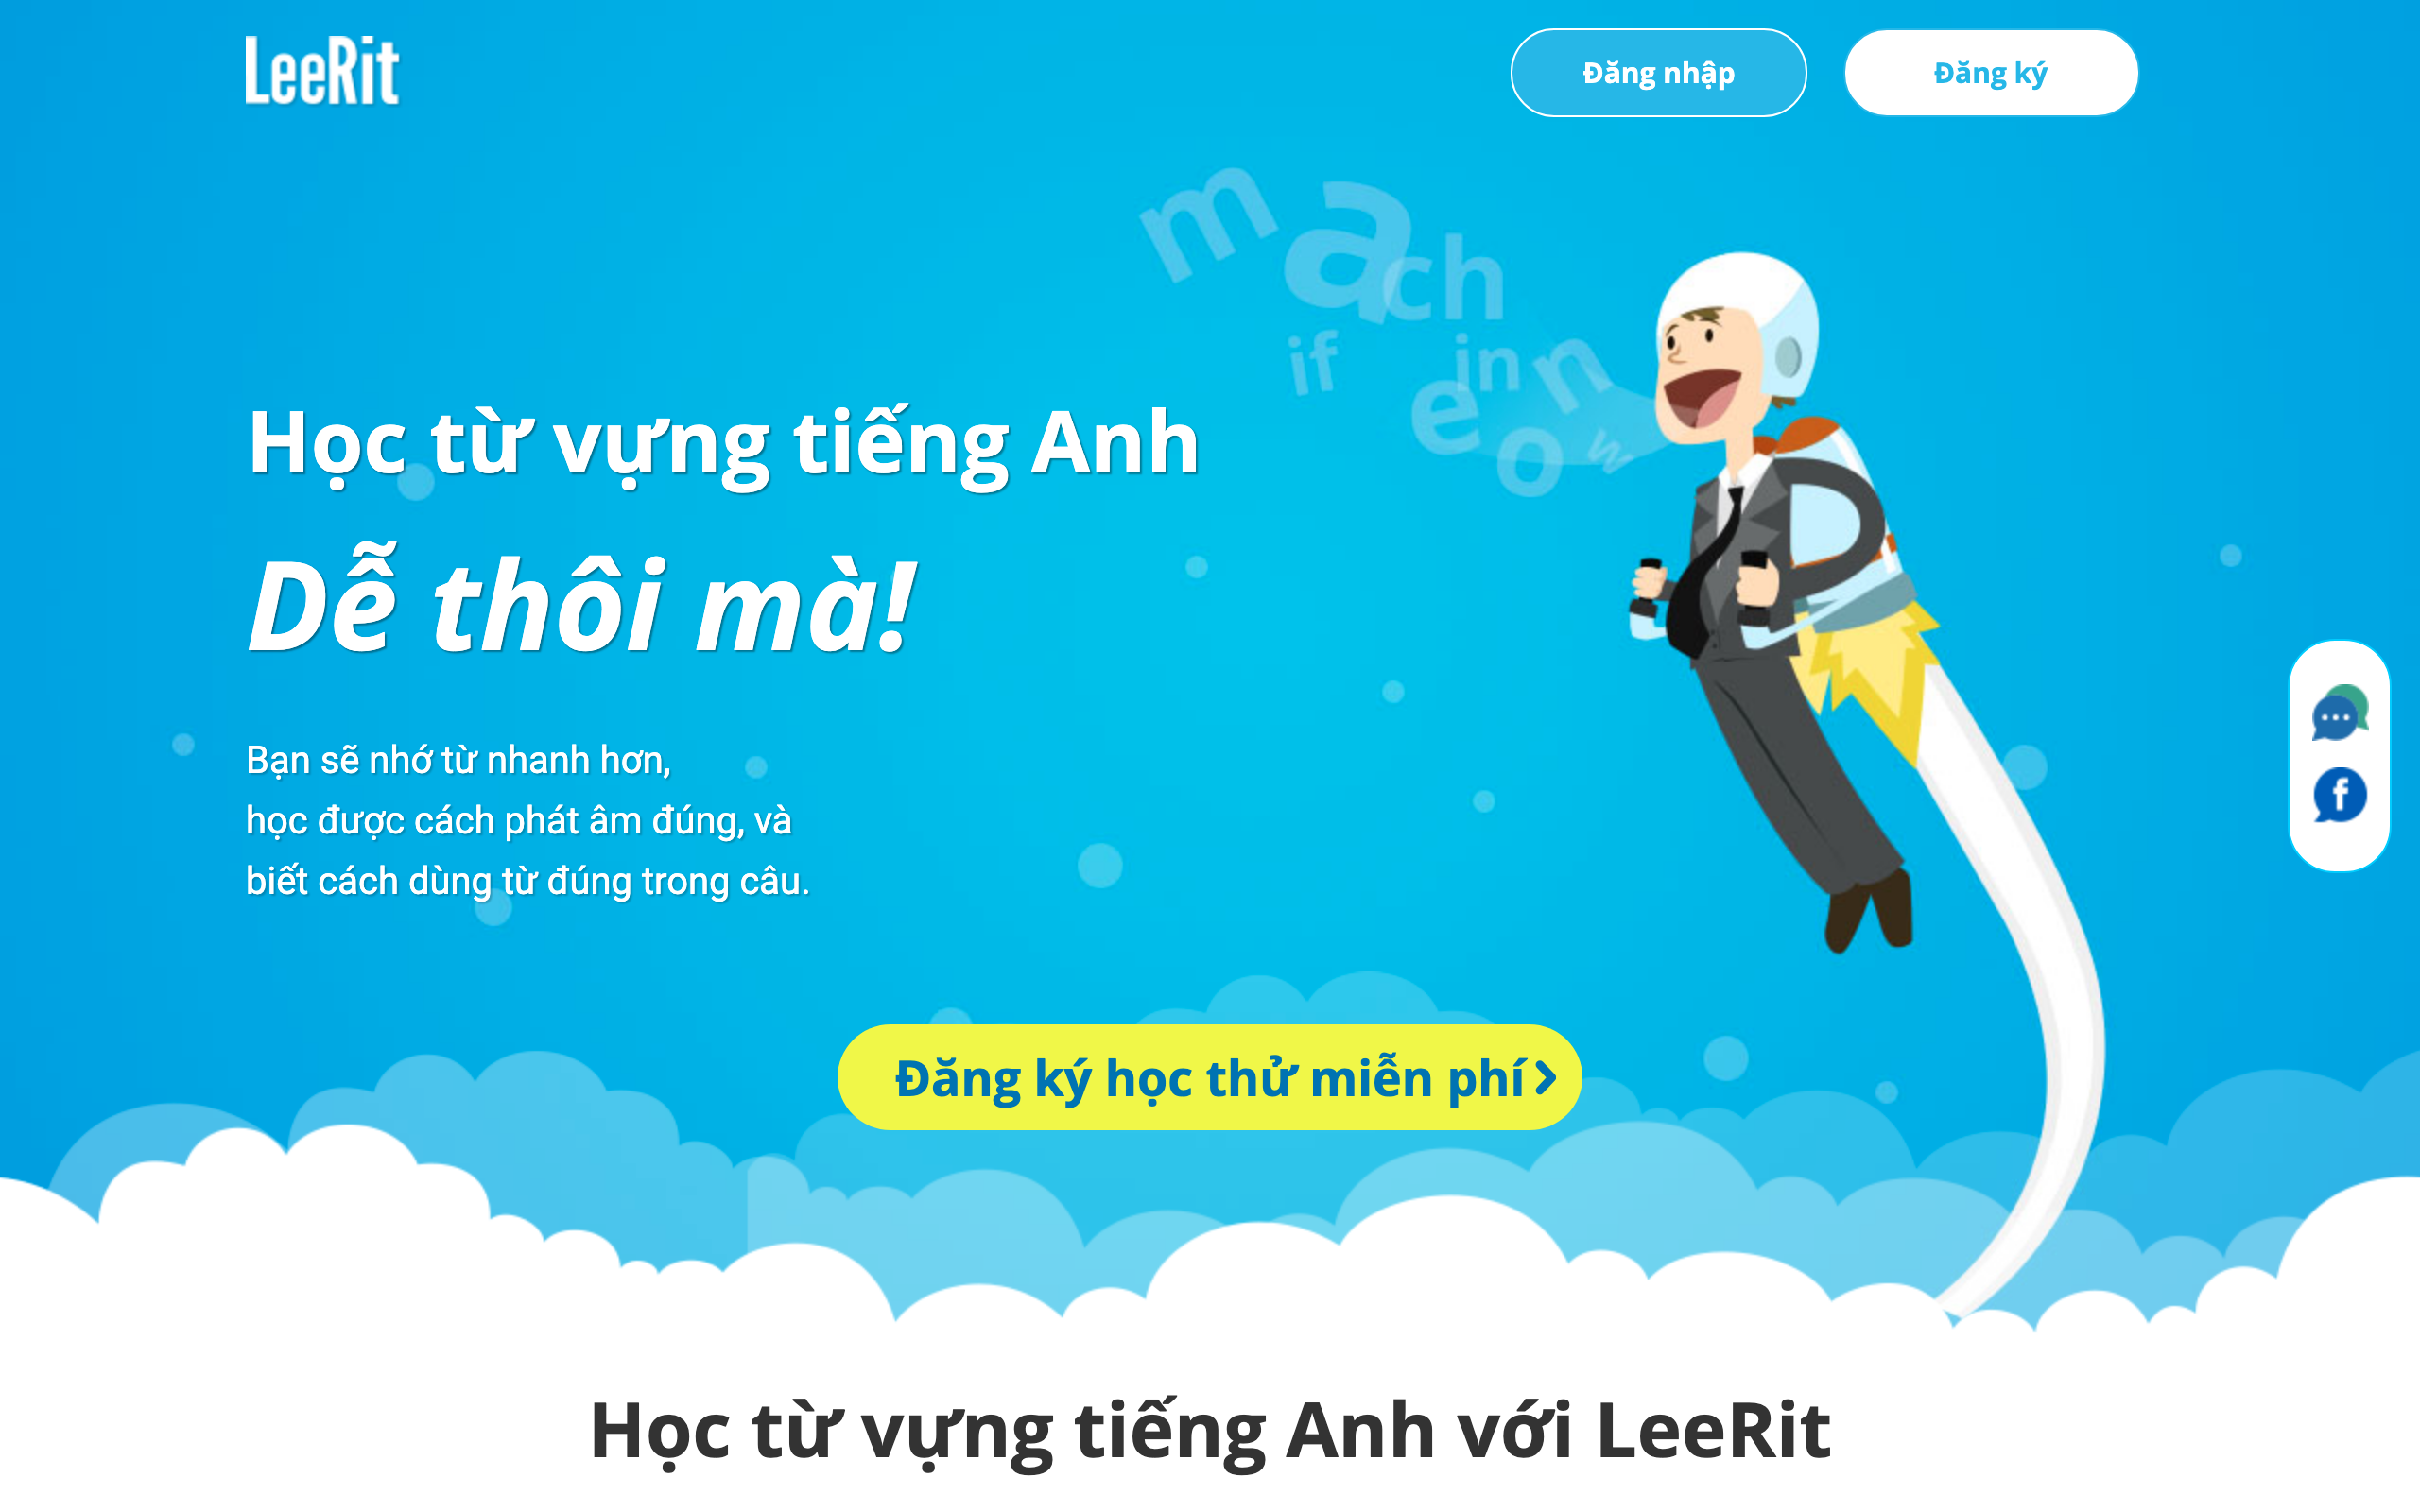 LeeRit
Đăng nhập
Đăng ký
m
a
ch
if
in
n
e
o
w
Học từ vựng tiếng Anh
Dễ thôi mà!
Bạn sẽ nhớ từ nhanh hơn,
học được cách phát âm đúng, và
biết cách dùng từ đúng trong câu.
Đăng ký học thử miễn phí
Học từ vựng tiếng Anh với LeeRit